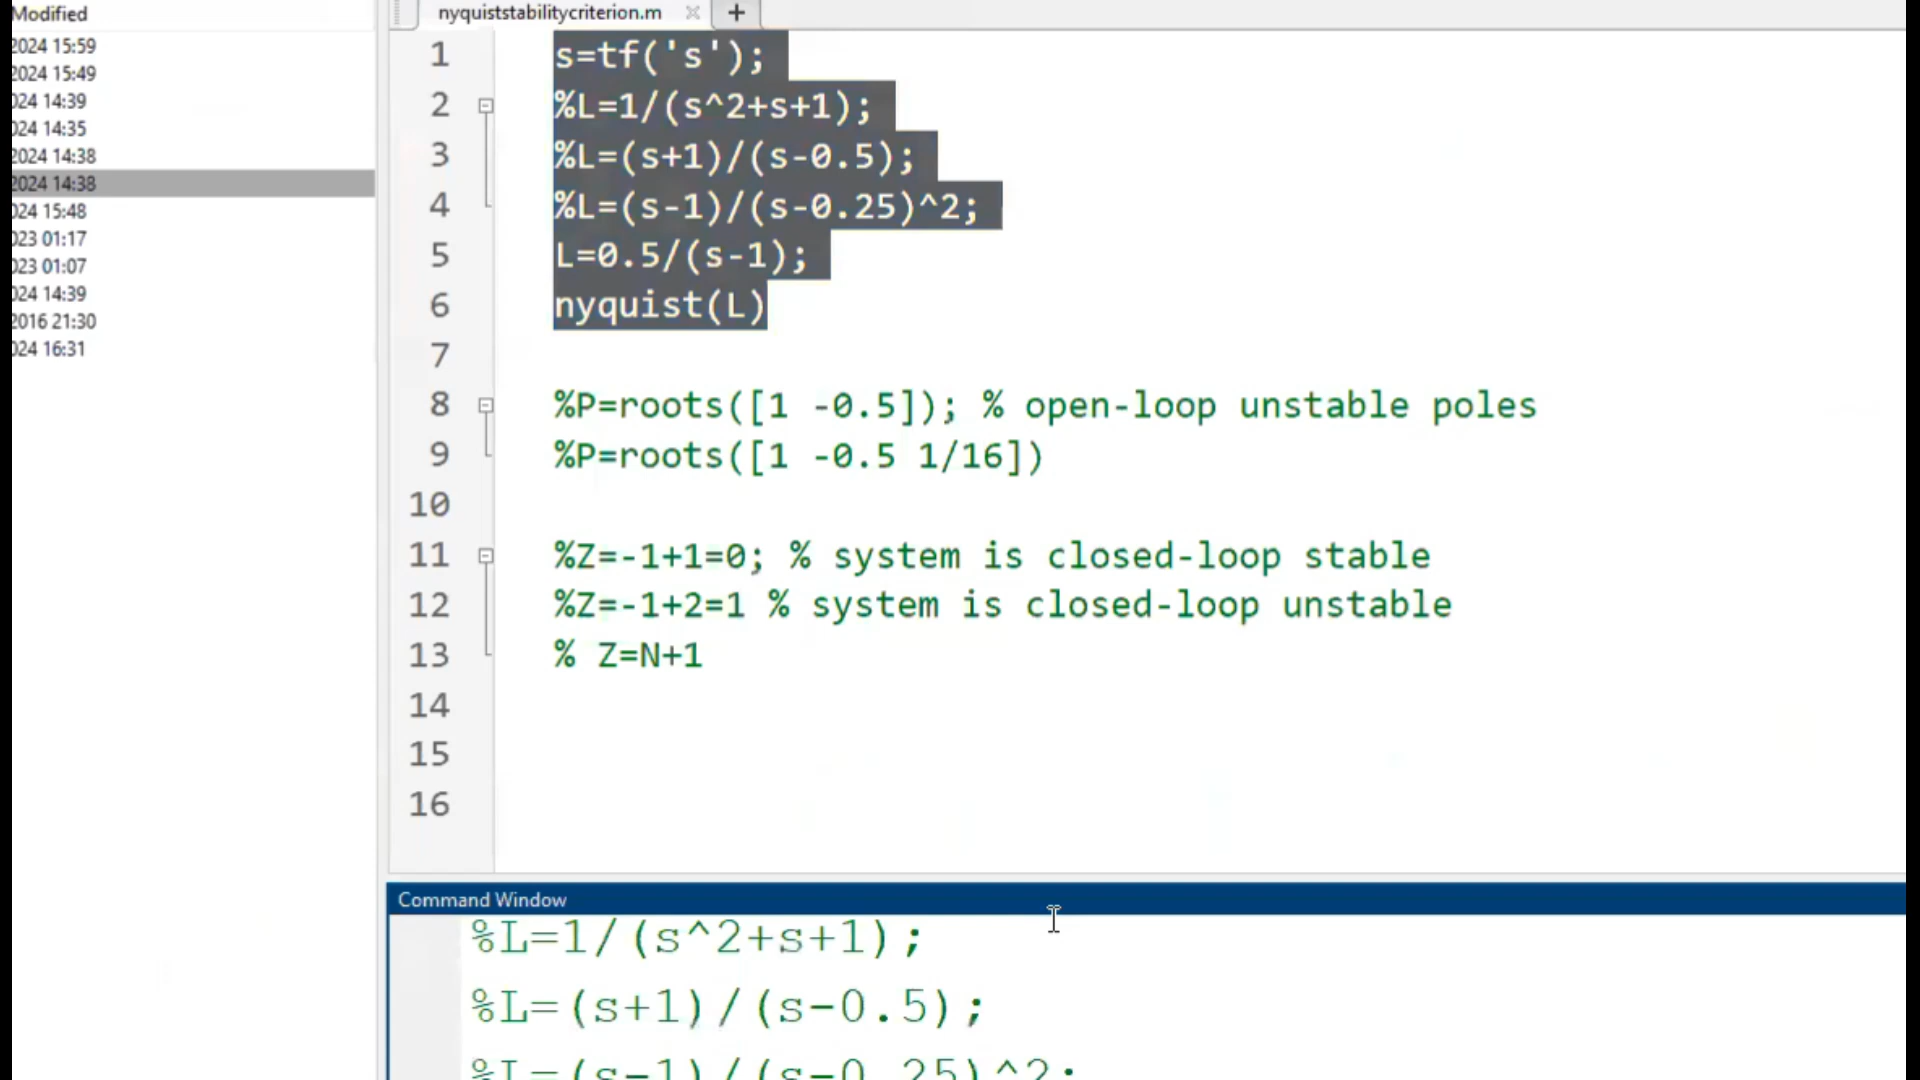 Modified
2024 15:59
2024 15:49
024 14:39
024 14:35
2024 14:38
2024 14:38
024 15:48
023 01:17
023 01:07
024 14:39
2016 21:30
024 16:31
nyquiststabilitycriterion.m
1 s=tf('s');
2 %L=1/(s^2+s+1);
3 %L=(s+1)/(s-0.5);
4 %L=(s-1)/(s-0.25)^2;
5 L=0.5/(s-1);
6 nyquist(L)
7
8 %P=roots([1 -0.5]); % open-loop unstable poles
9 %P=roots([1 -0.5 1/16])
10
11 %Z=-1+1=0; % system is closed-loop stable
12 %Z=-1+2=1 % system is closed-loop unstable
13 % Z=N+1
14
15
16
Command Window
%L=1/(s^2+s+1);
%L=(s+1)/(s-0.5);
%L=(s-1)/(s-0.25)^2;